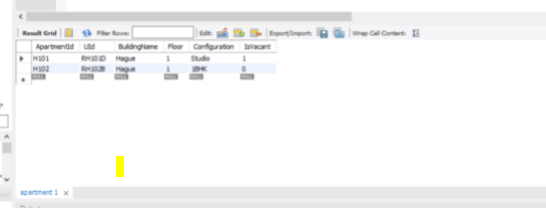 Result Grid Filter Rows: Edit: Export/Import: Wrap Cell Content:
ApartmentId UId BuildingName Floor Configuration IsVacant
H101 RH101D Hague 1 Studio 1
H102 RH102B Hague 1 1BHK 0
NULL NULL NULL NULL NULL NULL
apartment 1 ×